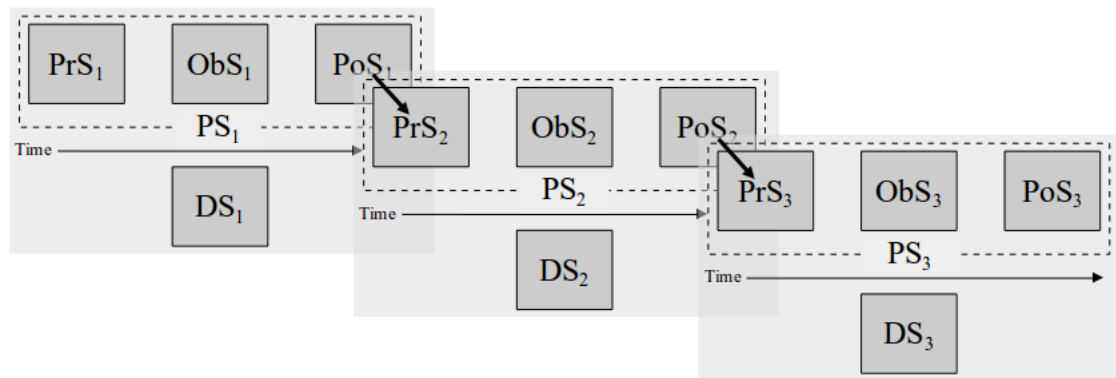 PrS₁ ObS₁ PoS₁
PS₁
Time
DS₁
PrS₂ ObS₂ PoS₂
PS₂
Time
DS₂
PrS₃ ObS₃ PoS₃
PS₃
Time
DS₃